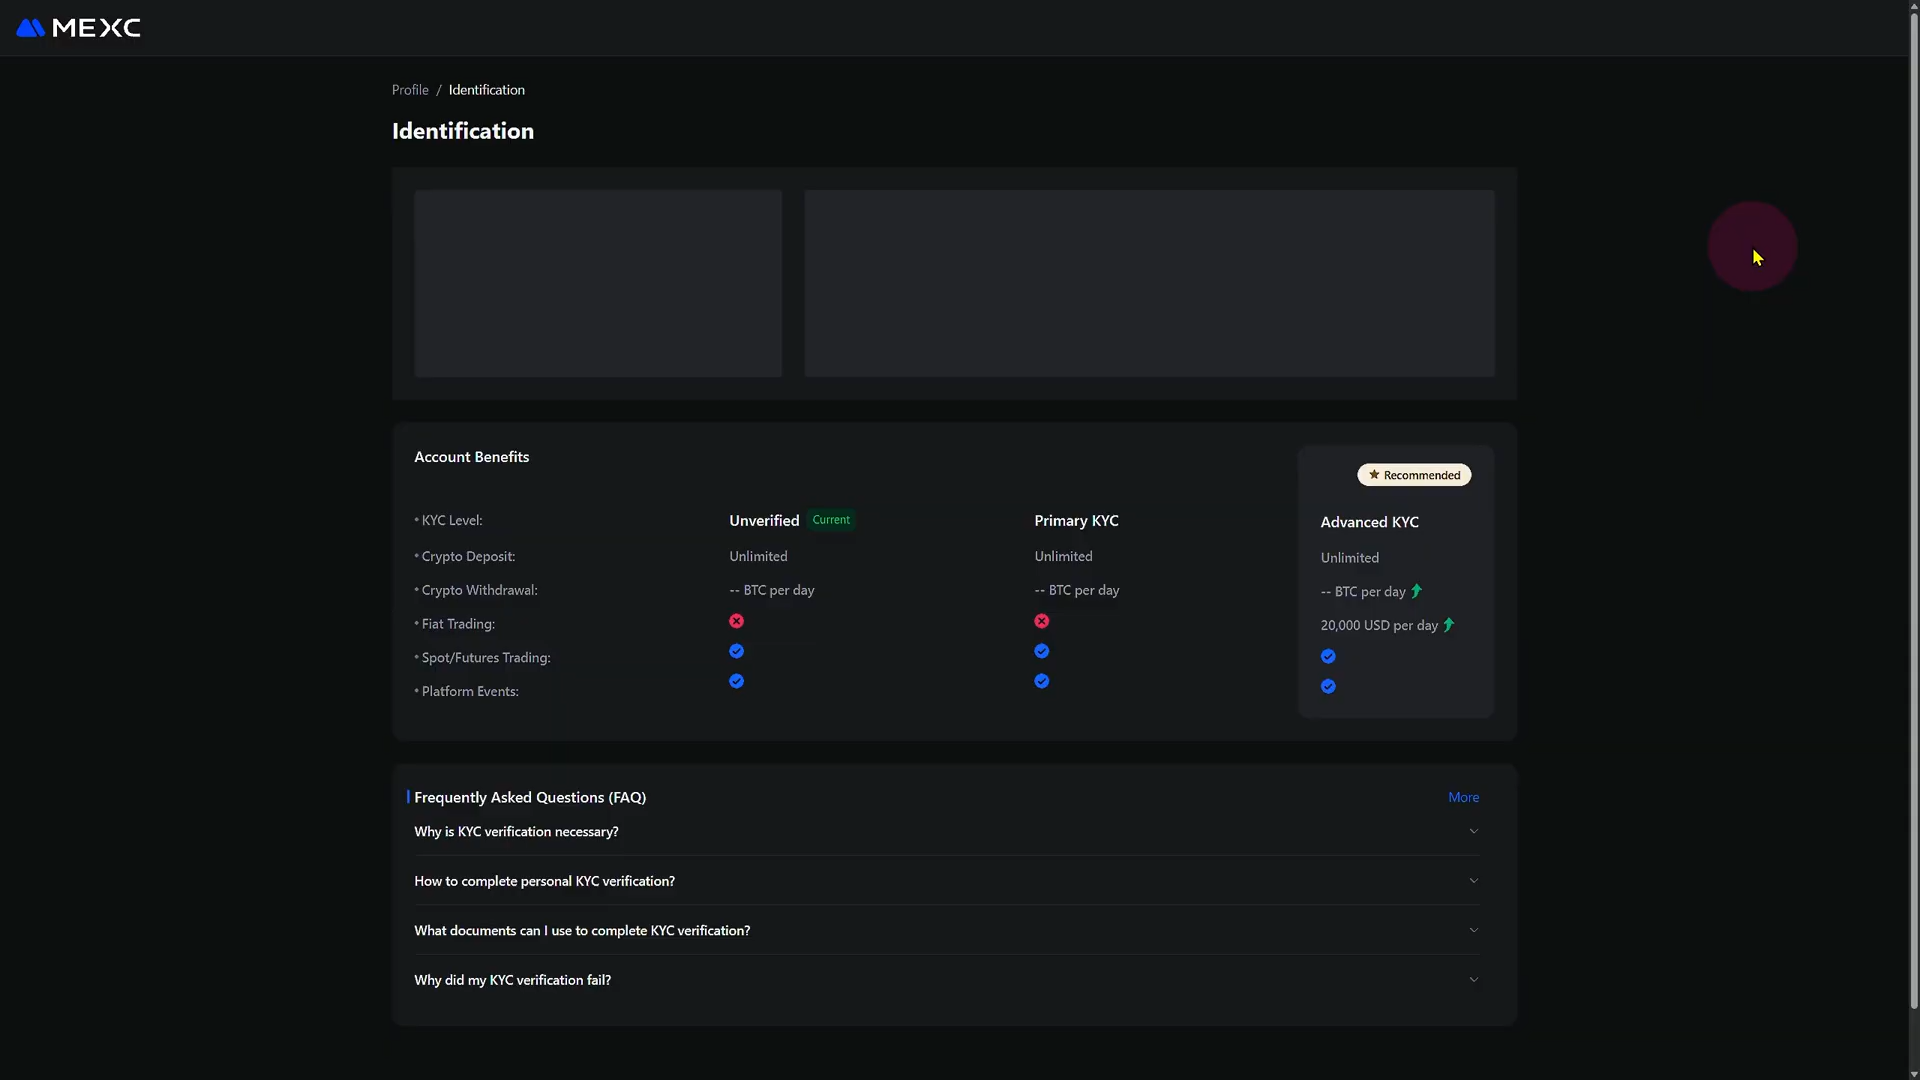 MEXC
Profile / Identification
Identification
Account Benefits
Recommended
• KYC Level: Unverified Current Primary KYC Advanced KYC
• Crypto Deposit: Unlimited Unlimited Unlimited
• Crypto Withdrawal: -- BTC per day -- BTC per day -- BTC per day
• Fiat Trading: 20,000 USD per day
• Spot/Futures Trading:
• Platform Events:
Frequently Asked Questions (FAQ) More
Why is KYC verification necessary?
How to complete personal KYC verification?
What documents can I use to complete KYC verification?
Why did my KYC verification fail?